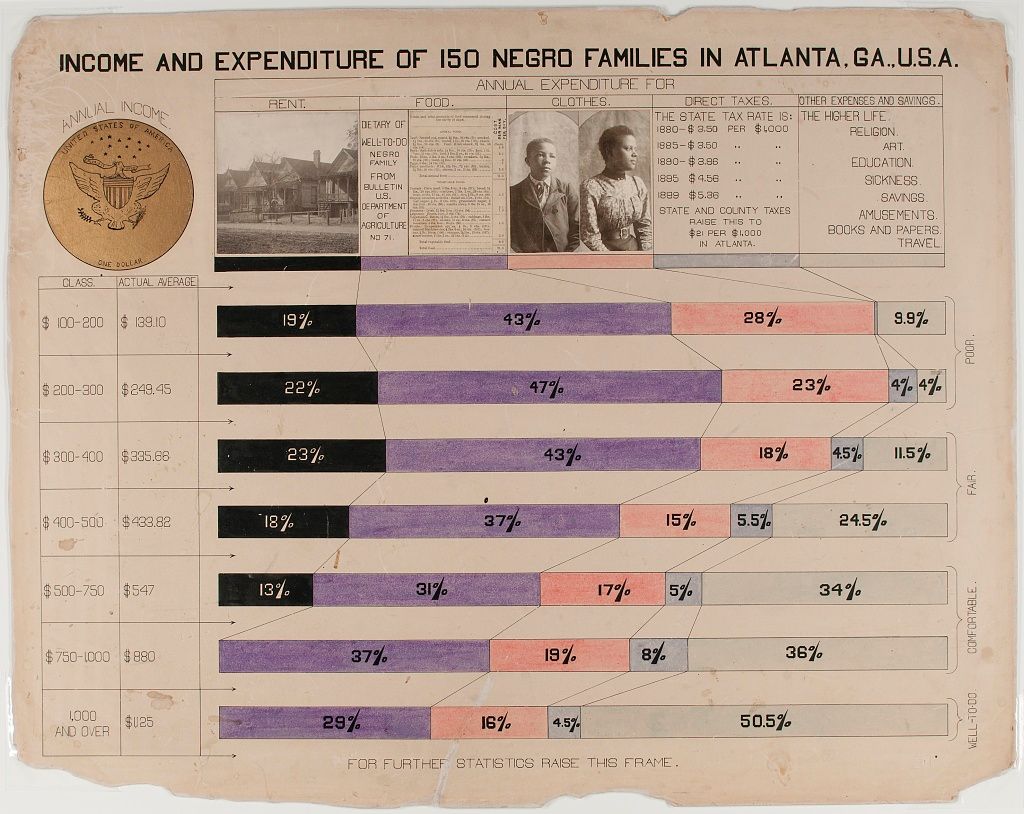 INCOME AND EXPENDITURE OF 150 NEGRO FAMILIES IN ATLANTA, GA., U.S.A.
ANNUAL INCOME.
UNITED STATES OF AMERICA
ONE DOLLAR
ANNUAL EXPENDITURE FOR
RENT. FOOD. CLOTHES. DIRECT TAXES. OTHER EXPENSES AND SAVINGS.
DIETARY OF
WELL-TO-DO
NEGRO
FAMILY
FROM
BULLETIN
U.S.
DEPARTMENT
OF
AGRICULTURE
NO 71.
THE STATE TAX RATE IS:
1880-$ 3.50 PER $1,000
1885-$ 3.50 " "
1890-$ 3.96 " "
1895 $ 4.56 " "
1899 $ 5.36 " "
STATE AND COUNTY TAXES
RAISE THIS TO
$21 PER $1,000
IN ATLANTA.
THE HIGHER LIFE.
RELIGION.
ART.
EDUCATION.
SICKNESS.
SAVINGS.
AMUSEMENTS.
BOOKS AND PAPERS.
TRAVEL.
CLASS. ACTUAL AVERAGE
$ 100-200 $ 139.10 19% 43% 28% 9.9%
$ 200-300 $ 249.45 22% 47% 23% 4% 4%
POOR.
$ 300-400 $ 335.66 23% 43% 18% 4.5% 11.5%
$ 400-500 $ 433.82 18% 37% 15% 5.5% 24.5%
FAIR.
$ 500-750 $ 547 13% 31% 17% 5% 34%
$ 750-1,000 $ 880 37% 19% 8% 36%
COMFORTABLE.
1,000
AND OVER $ 1,125 29% 16% 4.5% 50.5%
WELL-TO-DO
FOR FURTHER STATISTICS RAISE THIS FRAME.